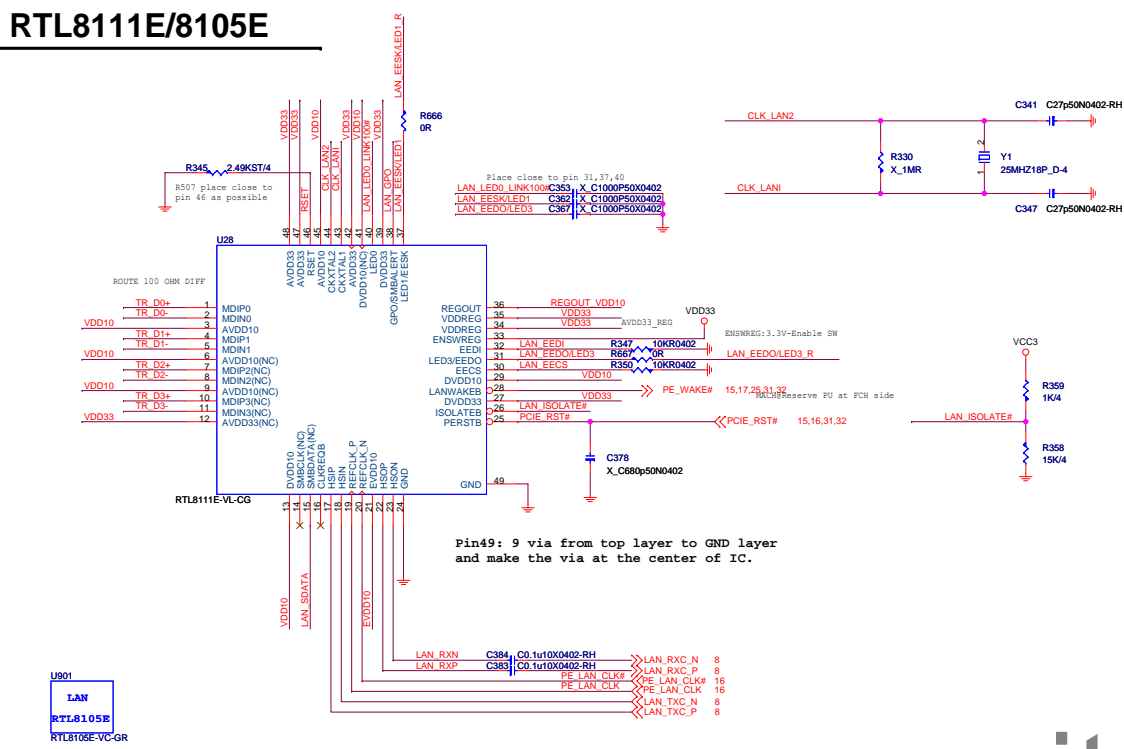 RTL8111E/8105E
LAN_EESK/LED1_R
R666
0R
VDD33
VDD33
VDD10
VDD33
VDD10
VDD33
RSET
CLK_LAN2
CLK_LANI
LAN_LED0_LINK100#
LAN_GPO
LAN_EESK/LED1
R345 2.49KST/4
R507 place close to
pin 46 as possible
Place close to pin 31,37,40
LAN_LED0_LINK100# C353 X_C1000P50X0402
LAN_EESK/LED1 C362 X_C1000P50X0402
LAN_EEDO/LED3 C367 X_C1000P50X0402
CLK_LAN2
C341 C27p50N0402-RH
R330
X_1MR
2
1
Y1
25MHZ18P_D-4
CLK_LANI
C347 C27p50N0402-RH
U28
48 47 46 45 44 43 42 41 40 39 38 37
AVDD33
AVDD33
RSET
AVDD10
CKXTAL2
CKXTAL1
AVDD33
DVDD10(NC)
LED0
DVDD33
GPO/SMBALERT
LED1/EESK
ROUTE 100 OHM DIFF
TR_D0+ 1 MDIP0
TR_D0- 2 MDIN0
VDD10 3 AVDD10
TR_D1+ 4 MDIP1
TR_D1- 5 MDIN1
VDD10 6 AVDD10(NC)
TR_D2+ 7 MDIP2(NC)
TR_D2- 8 MDIN2(NC)
VDD10 9 AVDD10(NC)
TR_D3+ 10 MDIP3(NC)
TR_D3- 11 MDIN3(NC)
VDD33 12 AVDD33(NC)
REGOUT 36 REGOUT_VDD10
VDDREG 35 VDD33
VDDREG 34 VDD33
AVDD33_REG
VDD33
ENSWREG 33
ENSWREG:3.3V-Enable SW
EEDI 32 LAN_EEDI R347 10KR0402
LED3/EEDO 31 LAN_EEDO/LED3 R667 0R LAN_EEDO/LED3_R
EECS 30 LAN_EECS R350 10KR0402
DVDD10 29 VDD10
LANWAKEB 28 PE_WAKE# 15,17,25,31,32
DVDD33 27 VDD33
MACH@Reserve PU at FCH side
ISOLATEB 26 LAN_ISOLATE#
PERSTB 25 PCIE_RST# PCIE_RST# 15,16,31,32
C378
X_C680p50N0402
GND 49
VCC3
R359
1K/4
LAN_ISOLATE#
R358
15K/4
DVDD10
SMBCLK(NC)
SMBDATA(NC)
CLKREQB
HSIP
HSIN
REFCLK_P
REFCLK_N
EVDD10
HSOP
HSON
GND
RTL8111E-VL-CG
13 14 15 16 17 18 19 20 21 22 23 24
Pin49: 9 via from top layer to GND layer
and make the via at the center of IC.
VDD10
LAN_SDATA
EVDD10
LAN_RXN C384 C0.1u10X0402-RH LAN_RXC_N 8
LAN_RXP C383 C0.1u10X0402-RH LAN_RXC_P 8
PE_LAN_CLK# PE_LAN_CLK# 16
PE_LAN_CLK PE_LAN_CLK 16
LAN_TXC_N 8
LAN_TXC_P 8
U901
LAN
RTL8105E
RTL8105E-VC-GR